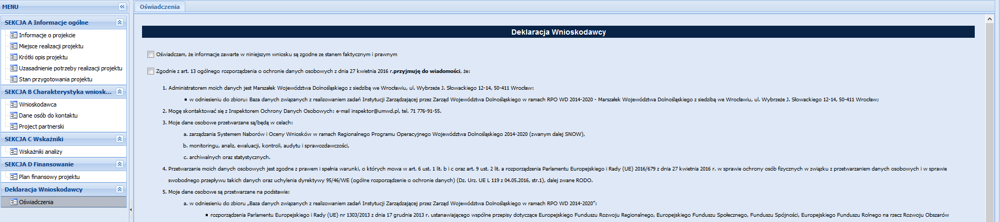 MENU
SEKCJA A Informacje ogólne
Informacje o projekcie
Miejsce realizacji projektu
Krótki opis projektu
Uzasadnienie potrzeby realizacji projektu
Stan przygotowania projektu
SEKCJA B Charakterystyka wniosk...
Wnioskodawca
Dane osób do kontaktu
Project partnerski
SEKCJA C Wskaźniki
Wskaźniki analizy
SEKCJA D Finansowanie
Plan finansowy projektu
Deklaracja Wnioskodawcy
Oświadczenia
Oświadczenia
Deklaracja Wnioskodawcy
Oświadczam, że informacje zawarte w niniejszym wniosku są zgodne ze stanem faktycznym i prawnym
Zgodnie z art. 13 ogólnego rozporządzenia o ochronie danych osobowych z dnia 27 kwietnia 2016 r.przyjmuję do wiadomości, że:
1. Administratorem moich danych jest Marszałek Województwa Dolnośląskiego z siedzibą we Wrocławiu, ul. Wybrzeże J. Słowackiego 12-14, 50-411 Wrocław:
▪ w odniesieniu do zbioru: Baza danych związanych z realizowaniem zadań Instytucji Zarządzającej przez Zarząd Województwa Dolnośląskiego w ramach RPO WD 2014-2020 - Marszałek Województwa Dolnośląskiego z siedzibą we Wrocławiu, ul. Wybrzeże J. Słowackiego 12-14, 50-411 Wrocław;
2. Mogę skontaktować się z Inspektorem Ochrony Danych Osobowych: e-mail inspektor@umwd.pl, tel. 71 776-91-55.
3. Moje dane osobowe przetwarzane są/będą w celach:
a. zarządzania Systemem Naborów i Oceny Wniosków w ramach Regionalnego Programu Operacyjnego Województwa Dolnośląskiego 2014-2020 (zwanym dalej SNOW),
b. monitoringu, analiz, ewaluacji, kontroli, audytu i sprawozdawczości,
c. archiwalnych oraz statystycznych.
4. Przetwarzanie moich danych osobowych jest zgodne z prawem i spełnia warunki, o których mowa w art. 6 ust. 1 lit. b i c oraz art. 9 ust. 2 lit. a rozporządzenia Parlamentu Europejskiego i Rady (UE) 2016/679 z dnia 27 kwietnia 2016 r. w sprawie ochrony osób fizycznych w związku z przetwarzaniem danych osobowych i w sprawie
swobodnego przepływu takich danych oraz uchylenia dyrektywy 95/46/WE (ogólne rozporządzenie o ochronie danych) (Dz. Urz. UE L 119 z 04.05.2016, str.1), dalej zwane RODO.
5. Moje dane osobowe są przetwarzane na podstawie:
a. w odniesieniu do zbioru „Baza danych związanych z realizowaniem zadań Instytucji Zarządzającej przez Zarząd Województwa Dolnośląskiego w ramach RPO WD 2014-2020”:
▪ rozporządzenia Parlamentu Europejskiego i Rady (UE) nr 1303/2013 z dnia 17 grudnia 2013 r. ustanawiającego wspólne przepisy dotyczące Europejskiego Funduszu Rozwoju Regionalnego, Europejskiego Funduszu Społecznego, Funduszu Spójności, Europejskiego Funduszu Rolnego na rzecz Rozwoju Obszarów